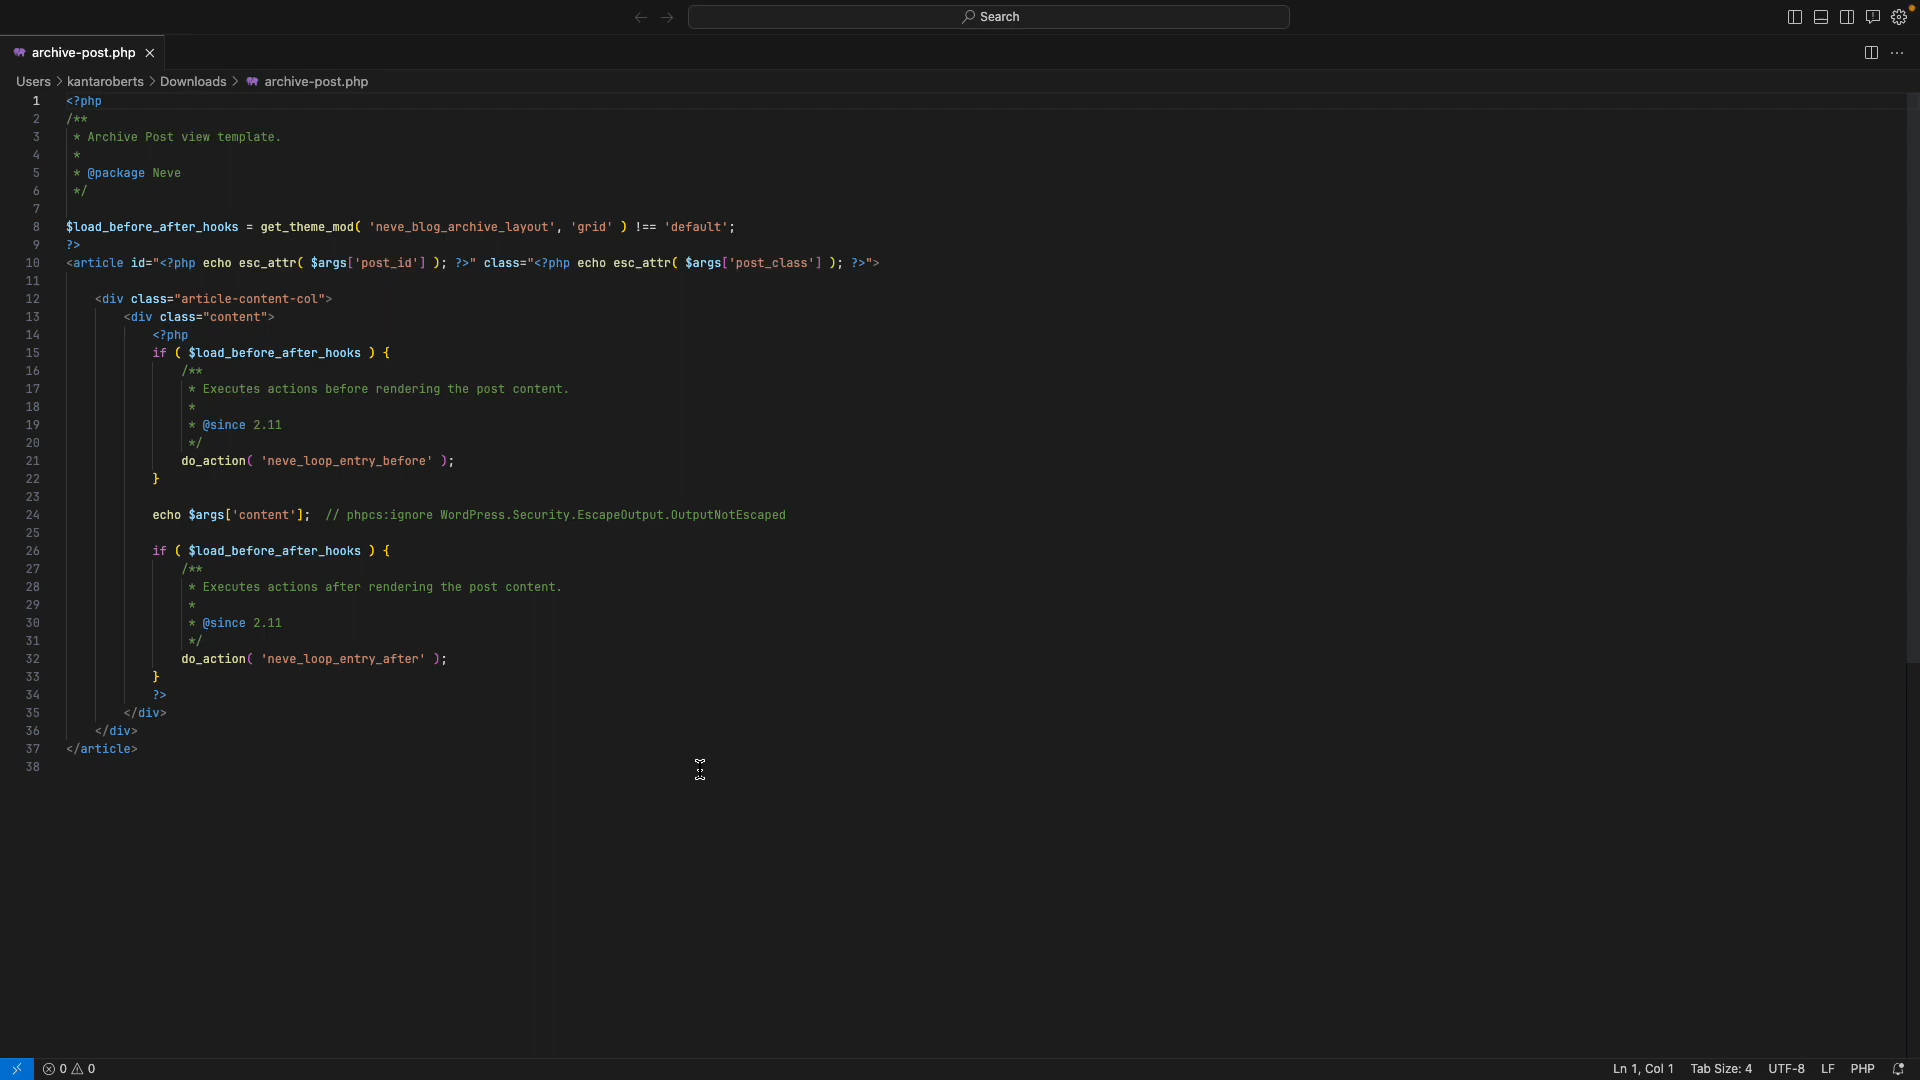 Search
archive-post.php
Users > kantaroberts > Downloads > archive-post.php
1 <?php
2 /**
3 * Archive Post view template.
4 *
5 * @package Neve
6 */
7
8 $load_before_after_hooks = get_theme_mod( 'neve_blog_archive_layout', 'grid' ) !== 'default';
9 ?>
10 <article id="<?php echo esc_attr( $args['post_id'] ); ?>" class="<?php echo esc_attr( $args['post_class'] ); ?>">
11
12 <div class="article-content-col">
13 <div class="content">
14 <?php
15 if ( $load_before_after_hooks ) {
16 /**
17 * Executes actions before rendering the post content.
18 *
19 * @since 2.11
20 */
21 do_action( 'neve_loop_entry_before' );
22 }
23
24 echo $args['content']; // phpcs:ignore WordPress.Security.EscapeOutput.OutputNotEscaped
25
26 if ( $load_before_after_hooks ) {
27 /**
28 * Executes actions after rendering the post content.
29 *
30 * @since 2.11
31 */
32 do_action( 'neve_loop_entry_after' );
33 }
34 ?>
35 </div>
36 </div>
37 </article>
38
0 0 Ln 1, Col 1 Tab Size: 4 UTF-8 LF PHP